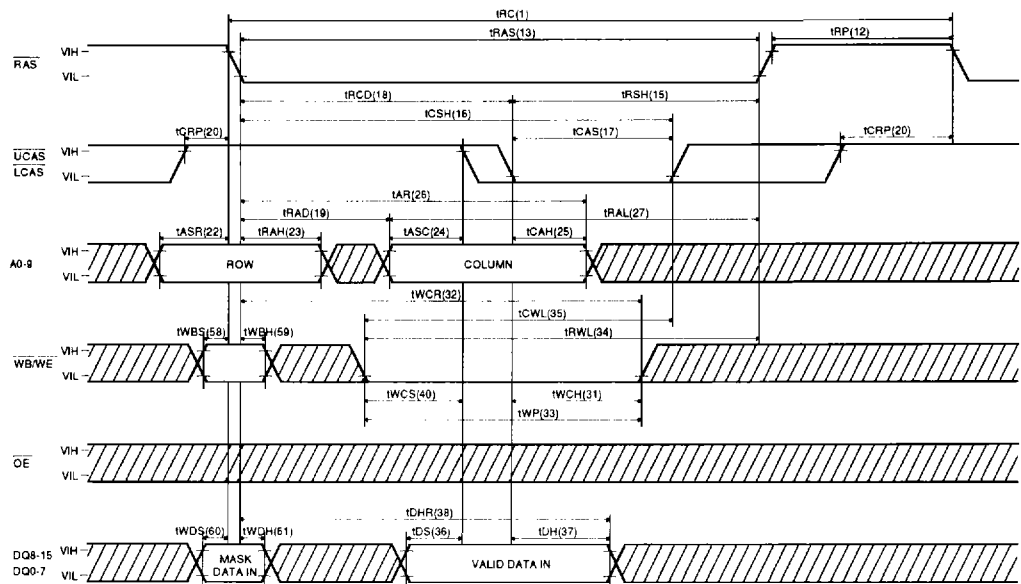 tRC(1)
tRAS(13)
tRP(12)
RAS
VIH
VIL
tRCD(18)
tRSH(15)
tCSH(16)
tCRP(20)
tCAS(17)
tCRP(20)
UCAS
LCAS
VIH
VIL
tAR(26)
tRAD(19)
tRAL(27)
tASR(22)
tRAH(23)
tASC(24)
tCAH(25)
A0-9
VIH
VIL
ROW
COLUMN
tWCR(32)
tCWL(35)
tWBS(58)
tWBH(59)
tRWL(34)
WB/WE
VIH
VIL
tWCS(40)
tWCH(31)
tWP(33)
OE
VIH
VIL
tDHR(38)
tWDS(60)
tWDH(61)
tDS(36)
tDH(37)
DQ8-15
DQ0-7
VIH
VIL
MASK
DATA IN
VALID DATA IN